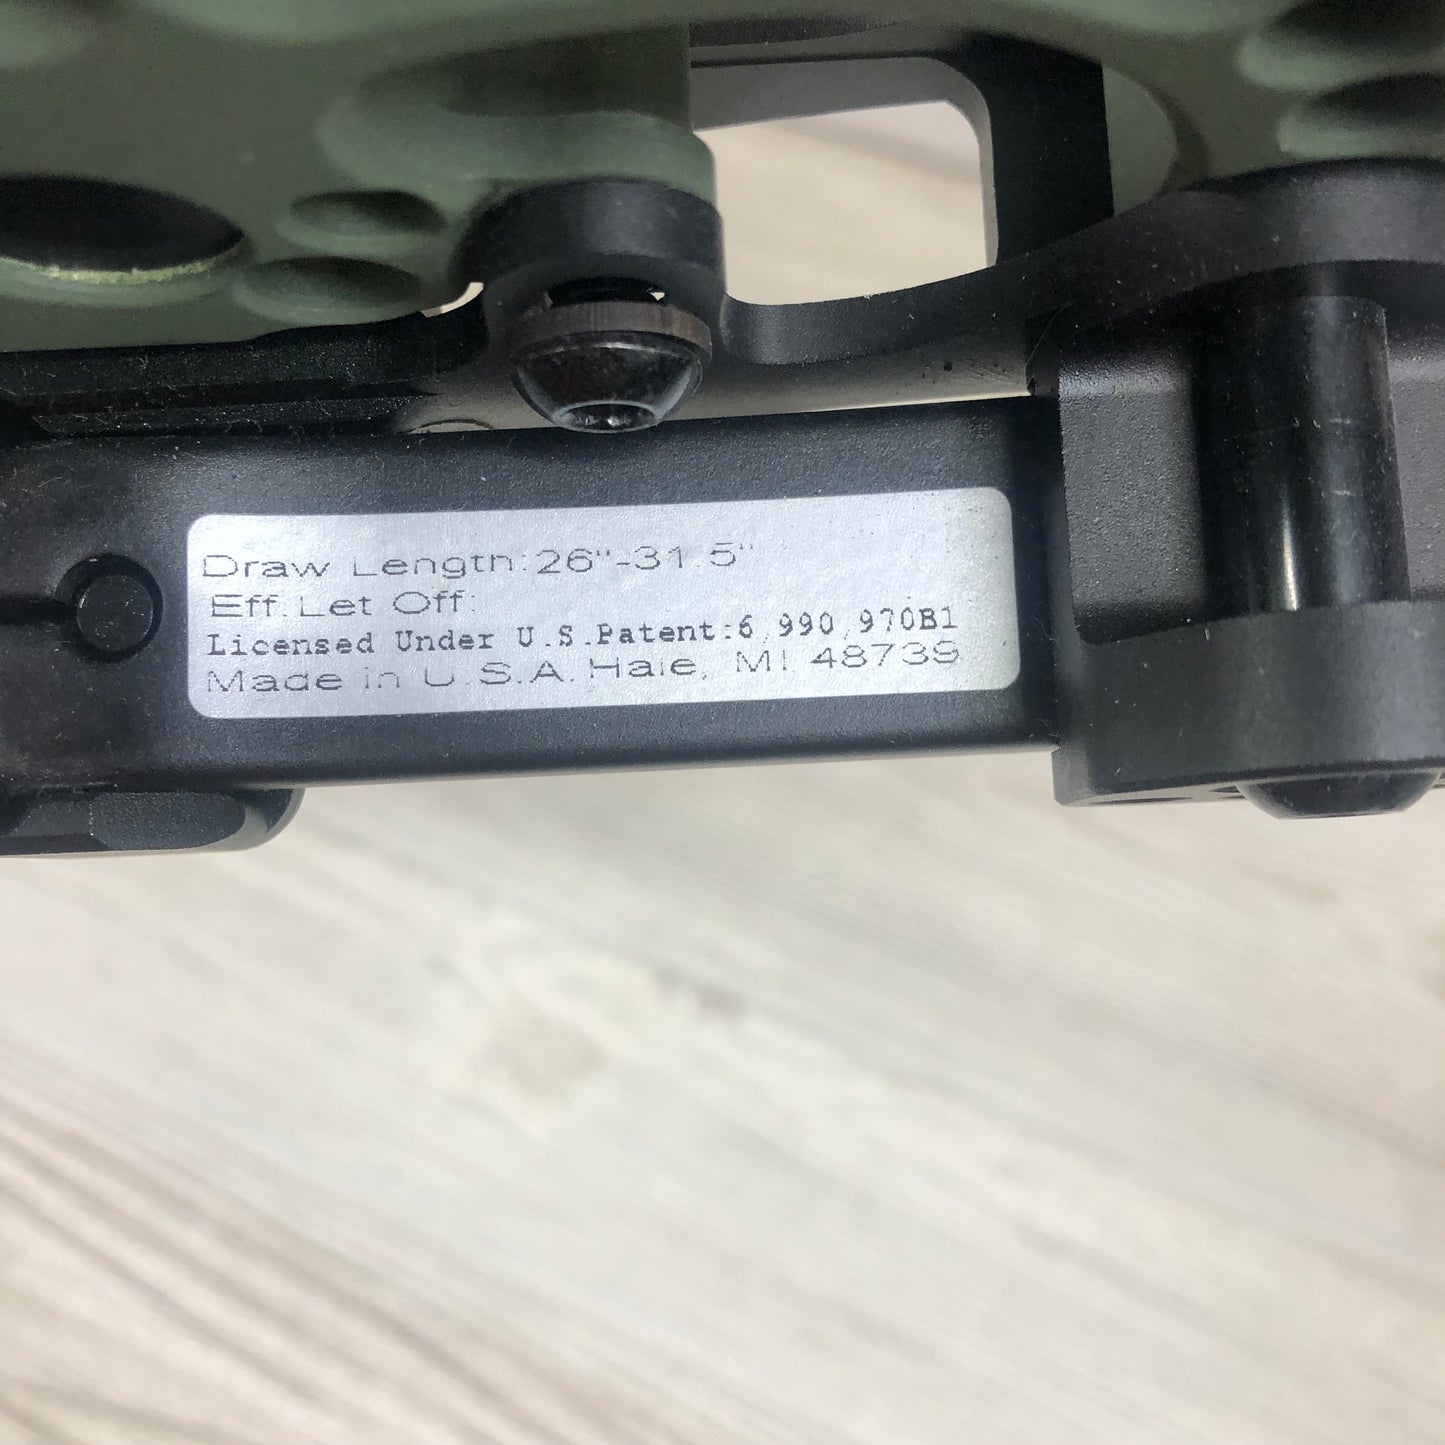 Draw Length:26"-31.5"
Eff.Let Off:
Licensed Under U.S.Patent:6,990,970B1
Made in U.S.A.Hale, MI. 48739